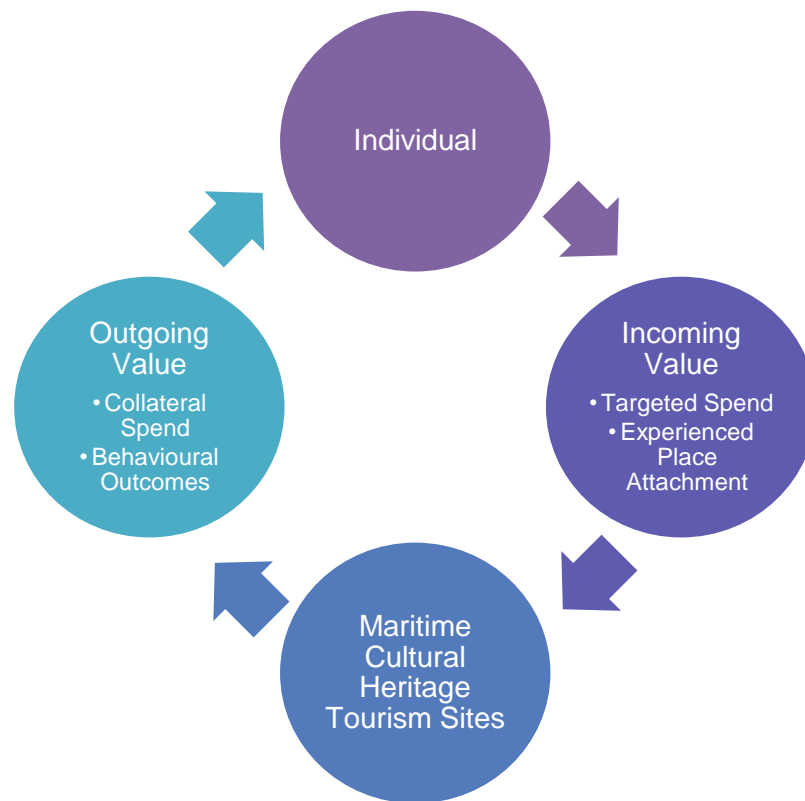 Individual
Outgoing
Value
• Collateral
Spend
• Behavioural
Outcomes
Incoming
Value
• Targeted Spend
• Experienced
Place
Attachment
Maritime
Cultural
Heritage
Tourism Sites